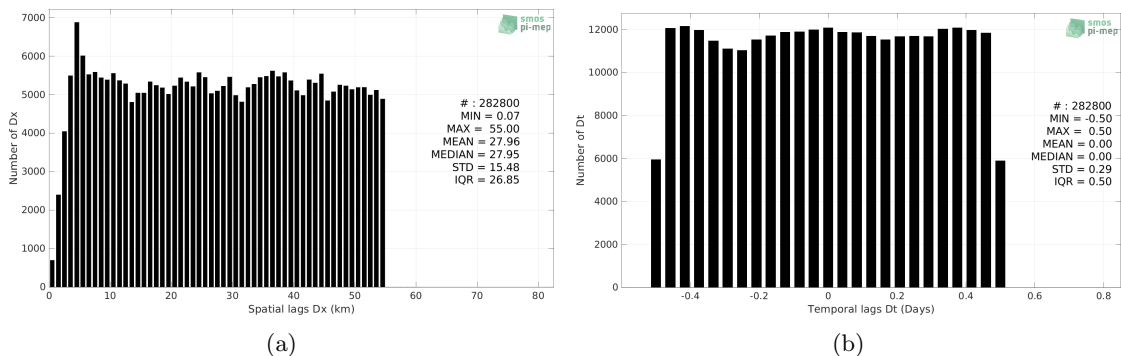 7000
6000
5000
4000
3000
2000
1000
0
Number of Dx
0 10 20 30 40 50 60 70 80
Spatial lags Dx (km)
smos
pi-mep
# : 282800
MIN = 0.07
MAX = 55.00
MEAN = 27.96
MEDIAN = 27.95
STD = 15.48
IQR = 26.85
(a)
12000
10000
8000
6000
4000
2000
0
Number of Dt
-0.4 -0.2 0 0.2 0.4 0.6 0.8
Temporal lags Dt (Days)
smos
pi-mep
# : 282800
MIN = -0.50
MAX = 0.50
MEAN = 0.00
MEDIAN = 0.00
STD = 0.29
IQR = 0.50
(b)